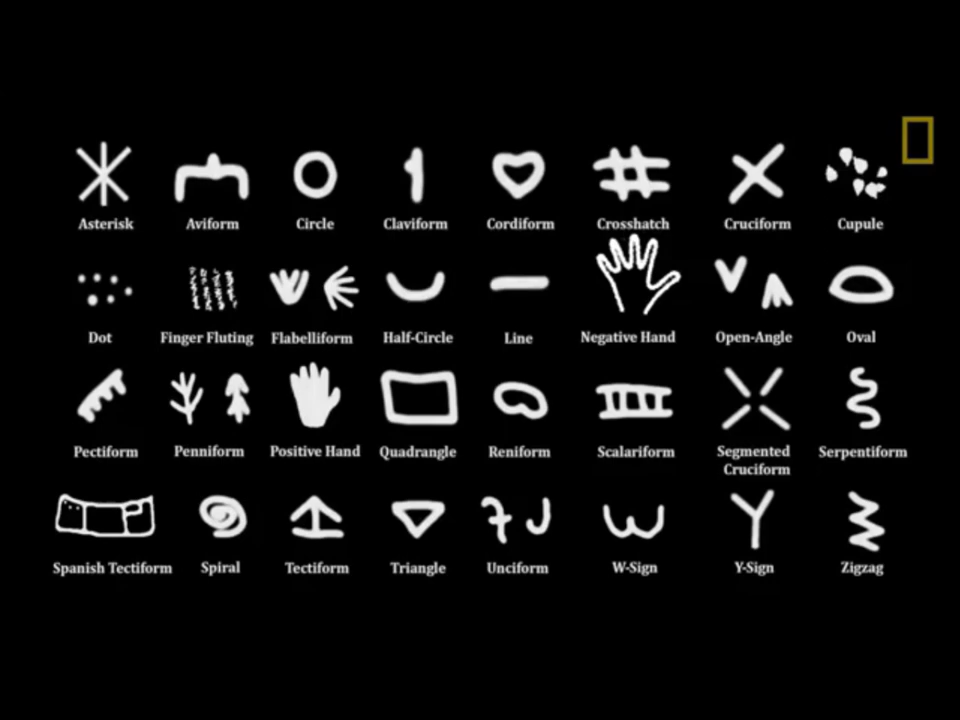 Asterisk Aviform Circle Claviform Cordiform Crosshatch Cruciform Cupule
Dot Finger Fluting Flabelliform Half-Circle Line Negative Hand Open-Angle Oval
Pectiform Penniform Positive Hand Quadrangle Reniform Scalariform Segmented Serpentiform
Cruciform
Spanish Tectiform Spiral Tectiform Triangle Unciform W-Sign Y-Sign Zigzag